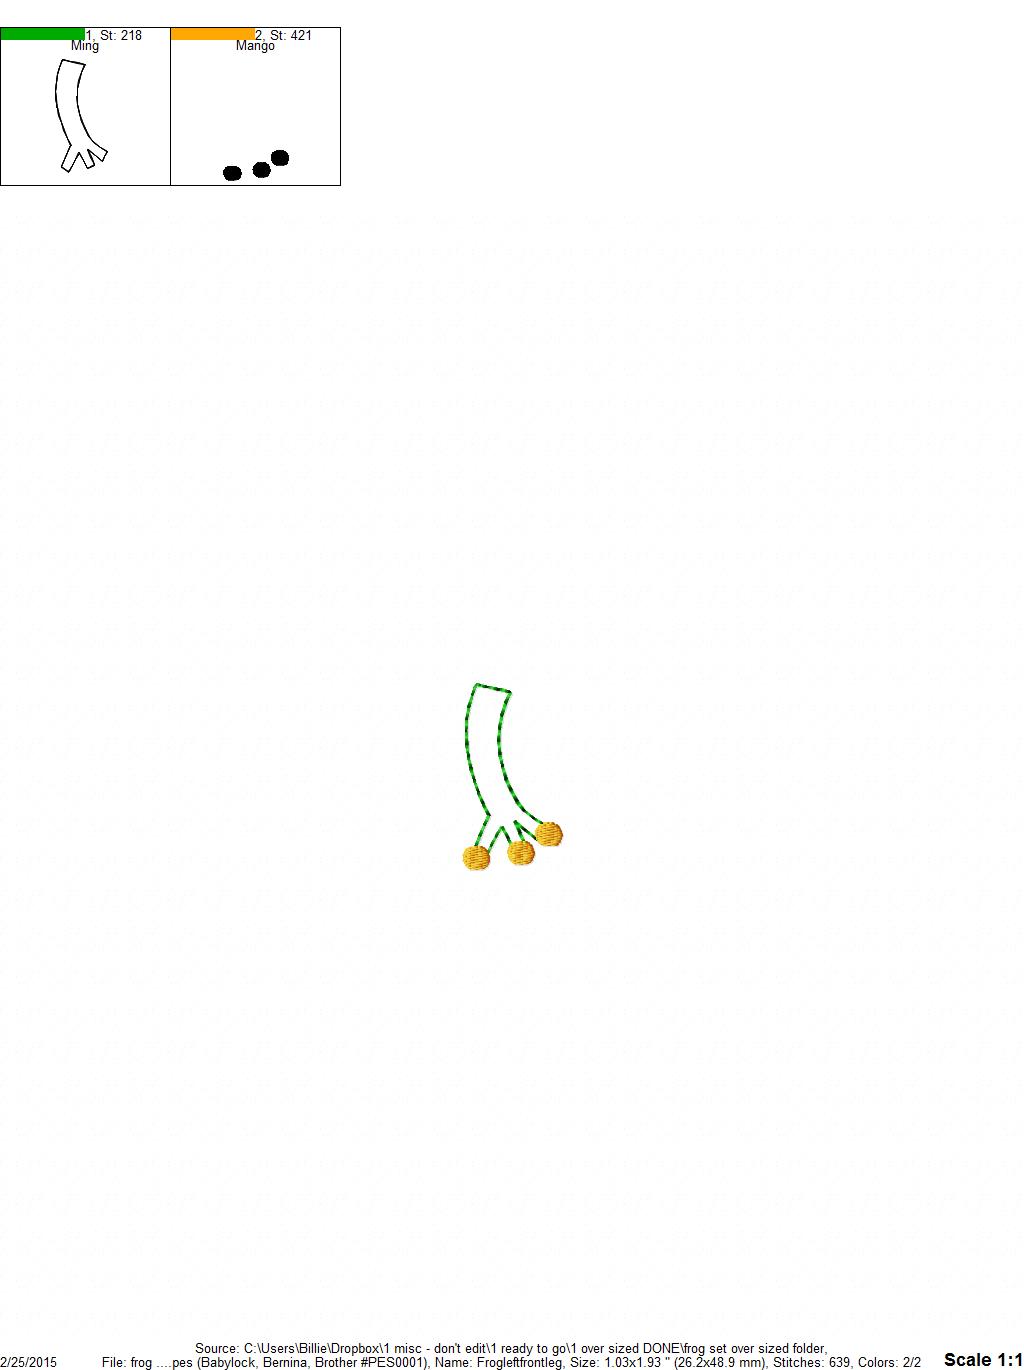 1, St: 218
Ming
2, St: 421
Mango
Source: C:\Users\Billie\Dropbox\1 misc - don't edit\1 ready to go\1 over sized DONE\frog set over sized folder,
2/25/2015 File: frog ....pes (Babylock, Bernina, Brother #PES0001), Name: Frogleftfrontleg, Size: 1.03x1.93 " (26.2x48.9 mm), Stitches: 639, Colors: 2/2 Scale 1:1